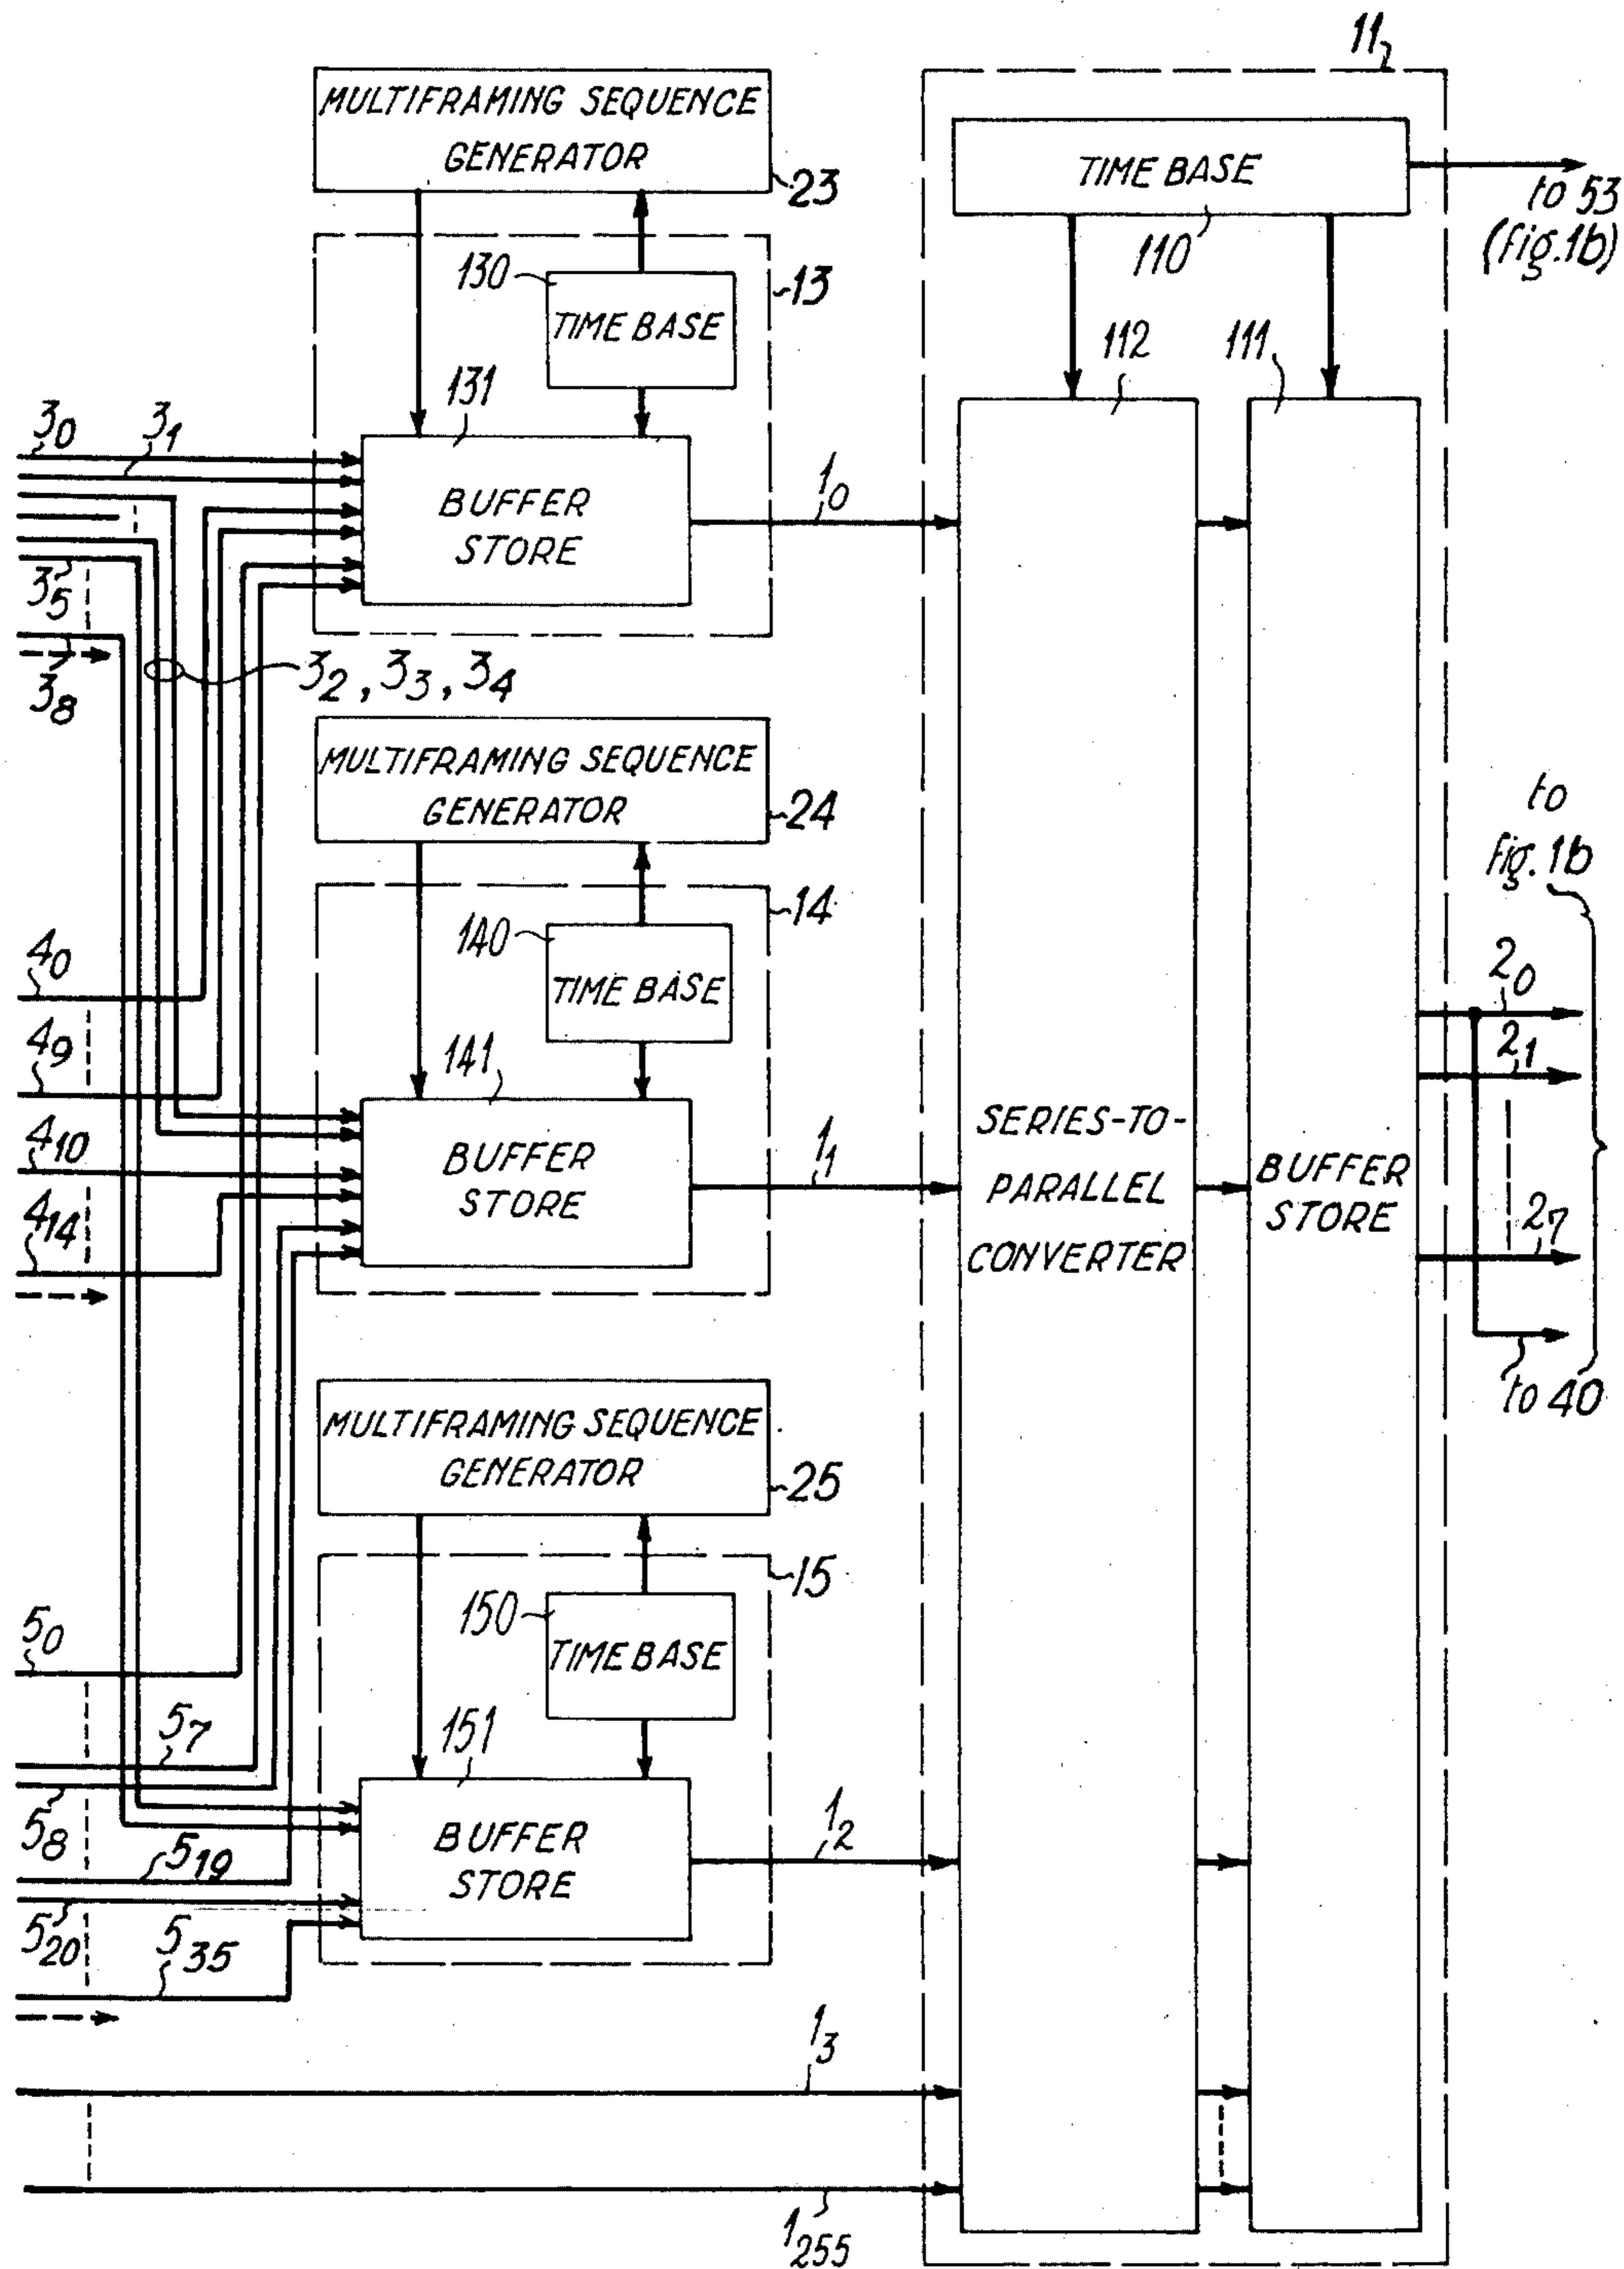 11
MULTIFRAMING SEQUENCE
GENERATOR
23
TIME BASE
110
to 53
(fig.1b)
130
TIME BASE
13
112
111
131
3₀
3₁
BUFFER
STORE
1₀
3₅
3₈
3₂, 3₃, 3₄
MULTIFRAMING SEQUENCE
GENERATOR
24
to
fig. 1b
14
140
TIME BASE
4₀
4₉
141
2₀
2₁
4₁₀
4₁₄
BUFFER
STORE
1₁
SERIES-TO-
PARALLEL
CONVERTER
BUFFER
STORE
2₇
to 40
MULTIFRAMING SEQUENCE
GENERATOR
25
15
150
TIME BASE
5₀
5₇
151
5₈
5₁₉
BUFFER
STORE
1₂
5₂₀
5₃₅
1₃
1₂₅₅